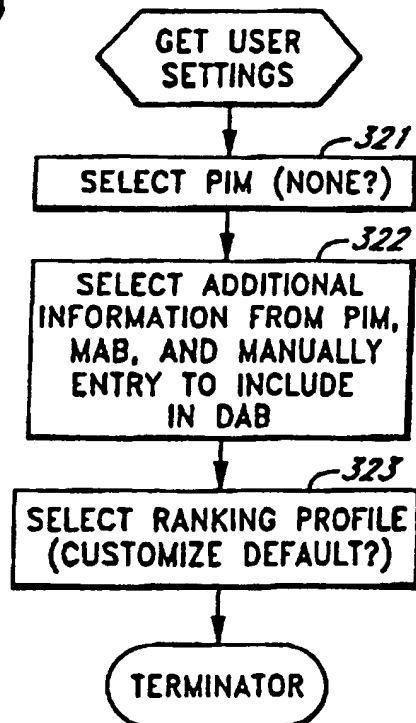 GET USER
SETTINGS
321
SELECT PIM (NONE?)
322
SELECT ADDITIONAL
INFORMATION FROM PIM,
MAB, AND MANUALLY
ENTRY TO INCLUDE
IN DAB
323
SELECT RANKING PROFILE
(CUSTOMIZE DEFAULT?)
TERMINATOR